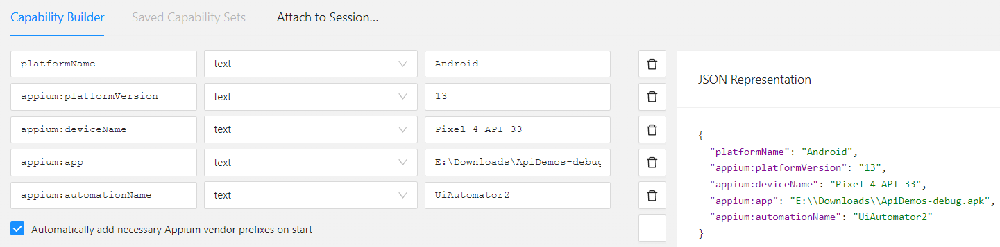 Capability Builder Saved Capability Sets Attach to Session...
platformName text Android
appium:platformVersion text 13
appium:deviceName text Pixel 4 API 33
appium:app text E:\Downloads\ApiDemos-debug
appium:automationName text UiAutomator2
Automatically add necessary Appium vendor prefixes on start
JSON Representation
{
"platformName": "Android",
"appium:platformVersion": "13",
"appium:deviceName": "Pixel 4 API 33",
"appium:app": "E:\\Downloads\\ApiDemos-debug.apk",
"appium:automationName": "UiAutomator2"
}